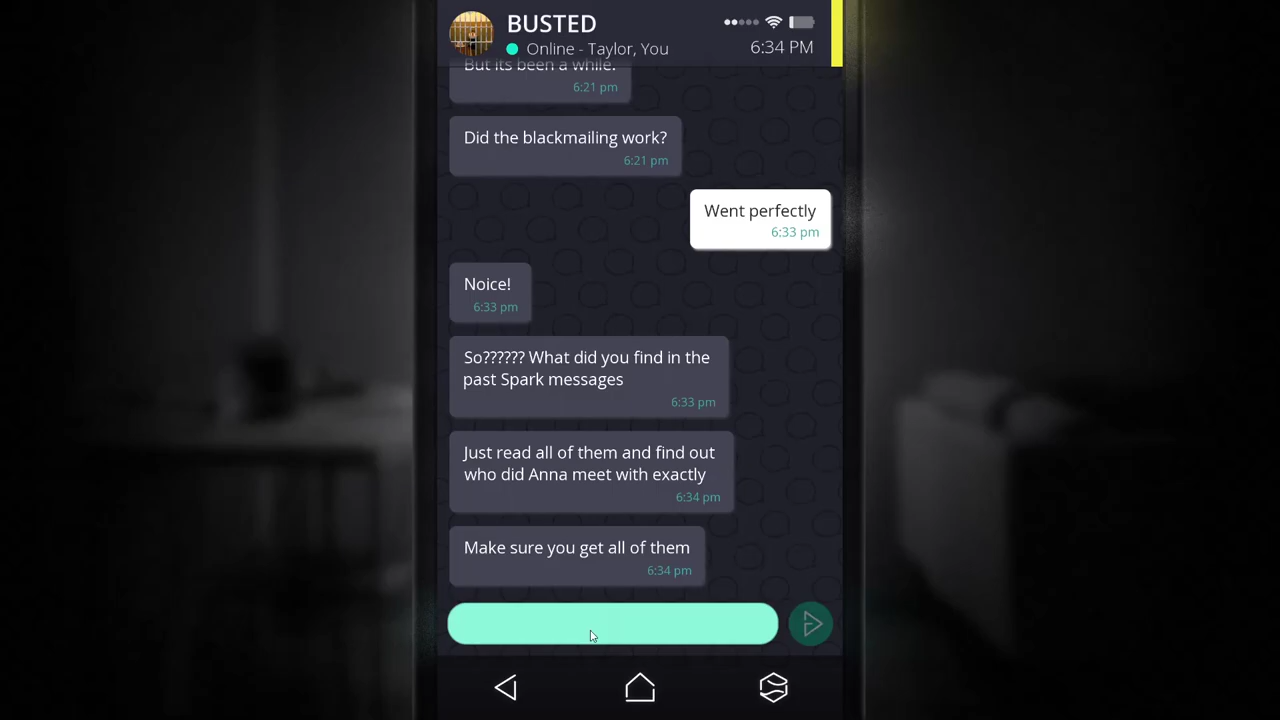 BUSTED
Online - Taylor, You
6:34 PM
But its been a while.
6:21 pm
Did the blackmailing work?
6:21 pm
Went perfectly
6:33 pm
Noice!
6:33 pm
So?????? What did you find in the
past Spark messages
6:33 pm
Just read all of them and find out
who did Anna meet with exactly
6:34 pm
Make sure you get all of them
6:34 pm